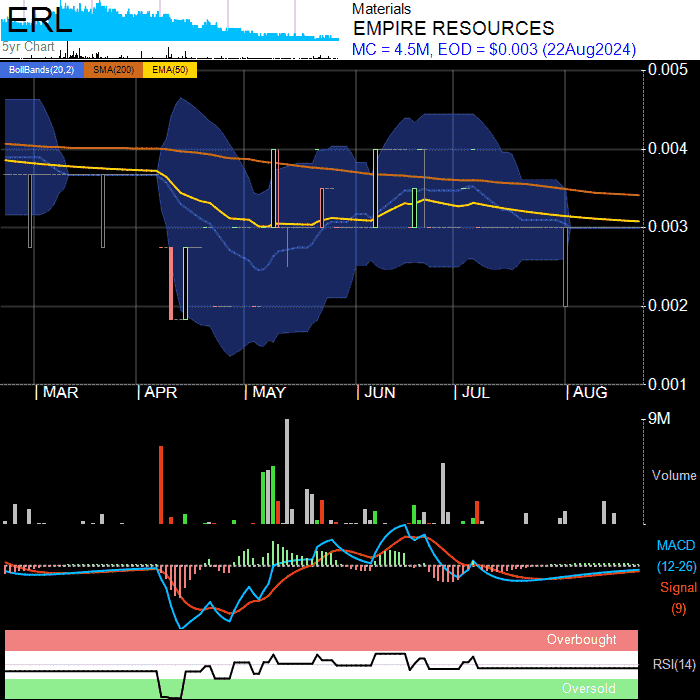 ERL
5yr Chart
Materials
EMPIRE RESOURCES
MC = 4.5M, EOD = $0.003 (22Aug2024)
BollBands(20,2) SMA(200) EMA(50)
0.005
0.004
0.003
0.002
0.001
MAR APR MAY JUN JUL AUG
9M
Volume
MACD
(12-26)
Signal
(9)
Overbought
RSI(14)
Oversold